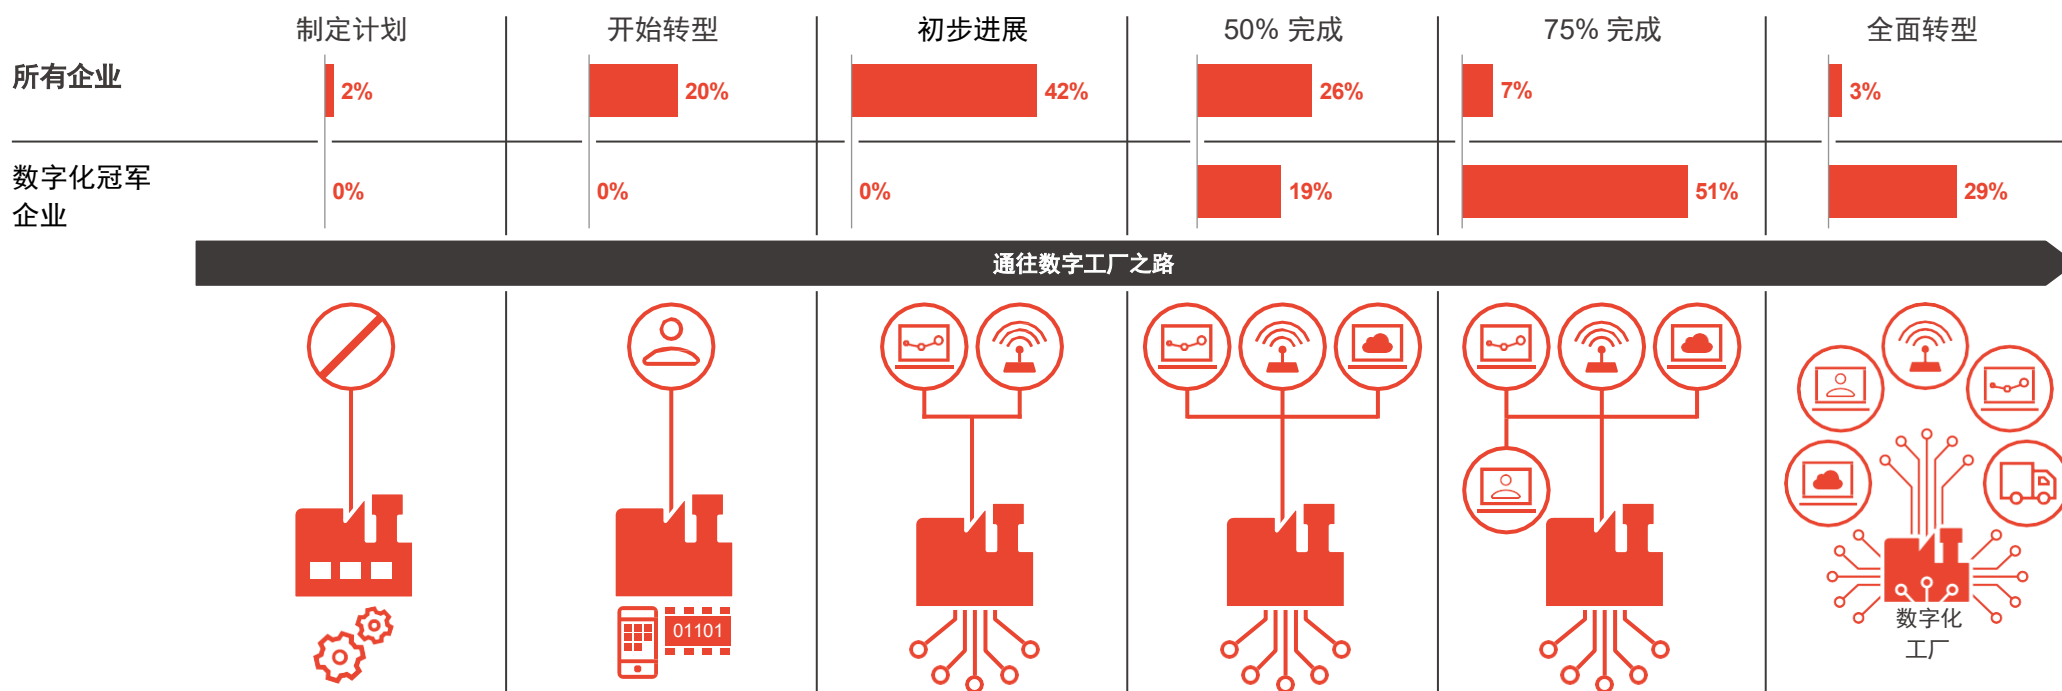 制定计划
开始转型
初步进展
50% 完成
75% 完成
全面转型
所有企业
2%
20%
42%
26%
7%
3%
数字化冠军
企业
0%
0%
0%
19%
51%
29%
通往数字工厂之路
01101
数字化
工厂